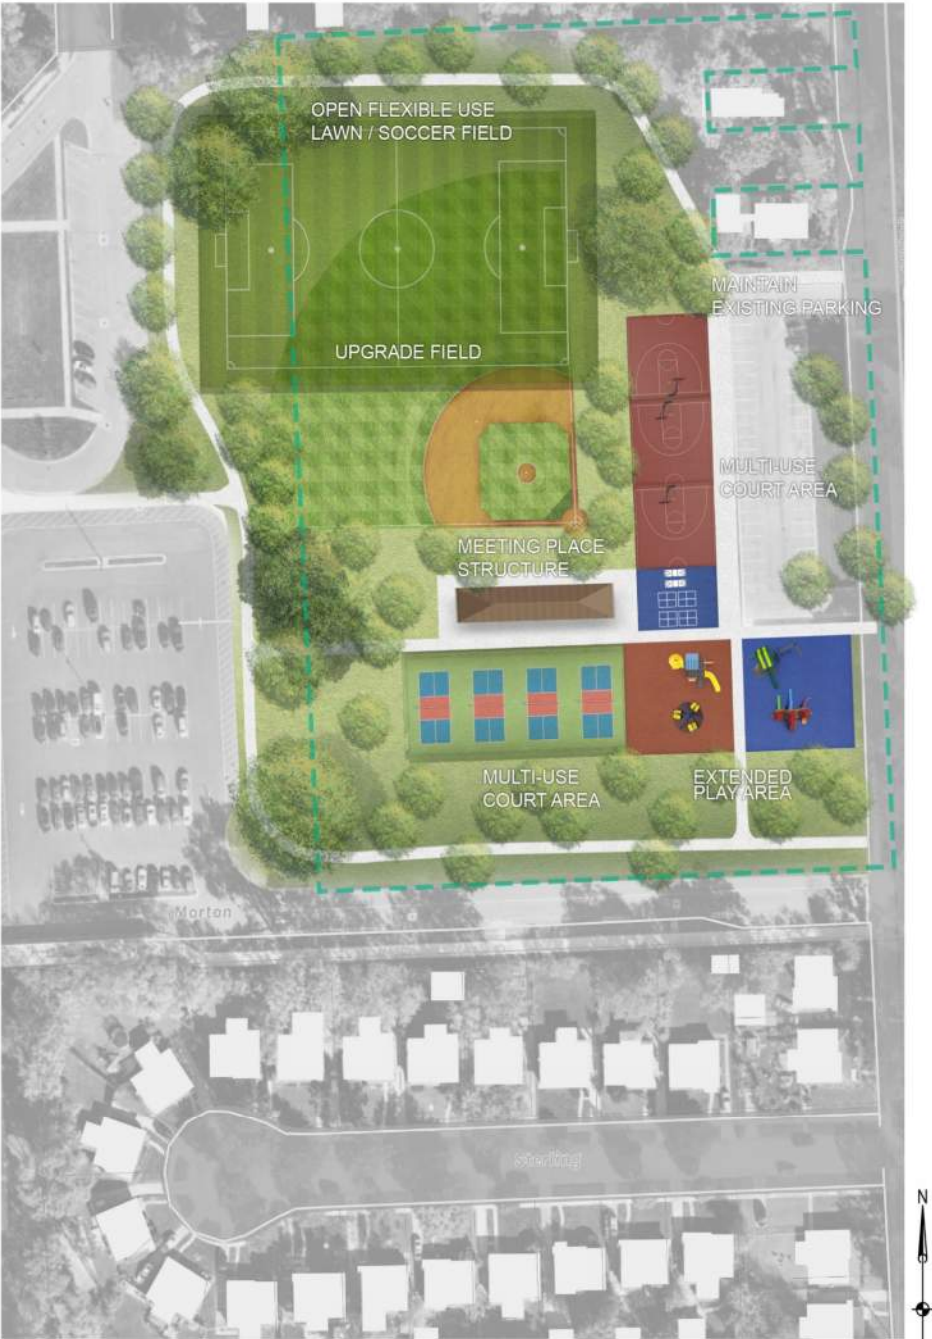 OPEN FLEXIBLE USE
LAWN / SOCCER FIELD
MAINTAIN
EXISTING PARKING
UPGRADE FIELD
MULTI-USE
COURT AREA
MEETING PLACE
STRUCTURE
MULTI-USE
COURT AREA
EXTENDED
PLAY AREA
Morton
Sterling
N